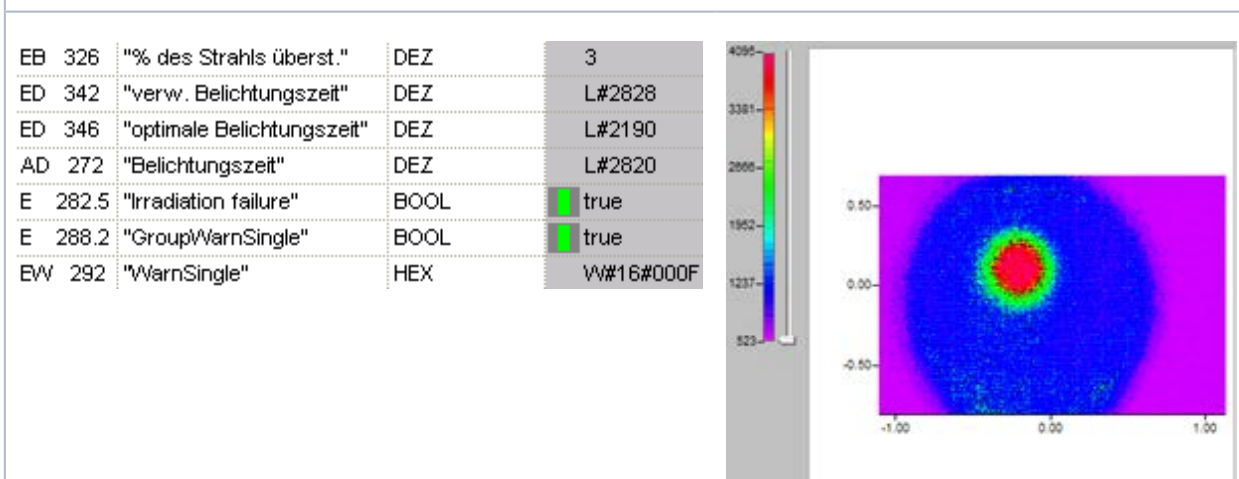 EB 326 "% des Strahls überst." DEZ 3
ED 342 "verw. Belichtungszeit" DEZ L#2828
ED 346 "optimale Belichtungszeit" DEZ L#2190
AD 272 "Belichtungszeit" DEZ L#2820
E 282.5 "Irradiation failure" BOOL true
E 288.2 "GroupWarnSingle" BOOL true
EW 292 "WarnSingle" HEX W#16#000F
4095
3381
1952
1237
523
0.50
0.00
-0.50
-1.00 0.00 1.00